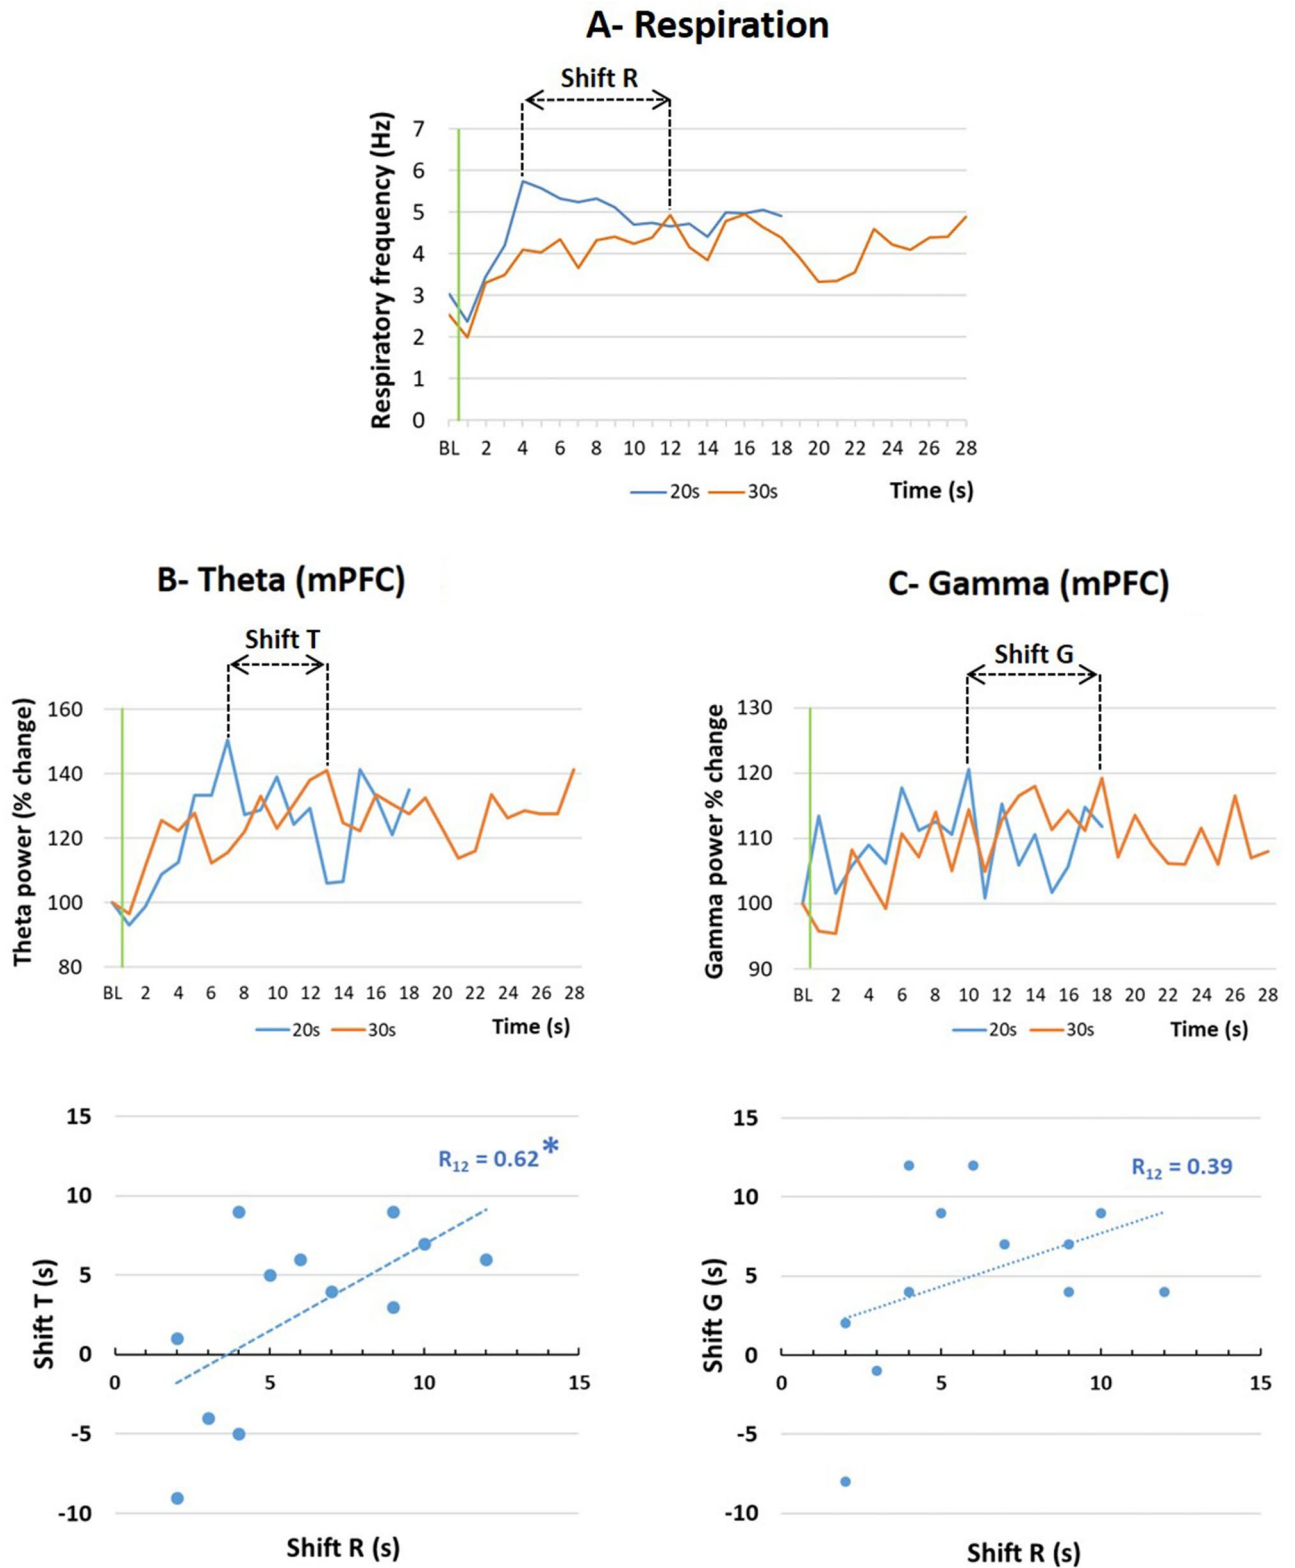 A- Respiration
Shift R
Respiratory frequency (Hz)
7
6
5
4
3
2
1
0
BL 2 4 6 8 10 12 14 16 18 20 22 24 26 28
20s 30s Time (s)
B- Theta (mPFC)
Shift T
Theta power (% change)
160
140
120
100
80
BL 2 4 6 8 10 12 14 16 18 20 22 24 26 28
20s 30s Time (s)
C- Gamma (mPFC)
Shift G
Gamma power % change
130
120
110
100
90
BL 2 4 6 8 10 12 14 16 18 20 22 24 26 28
20s 30s Time (s)
Shift T (s)
15
10
5
0
-5
-10
R12 = 0.62*
0 5 10 15
Shift R (s)
Shift G (s)
15
10
5
0
-5
-10
R12 = 0.39
0 5 10 15
Shift R (s)